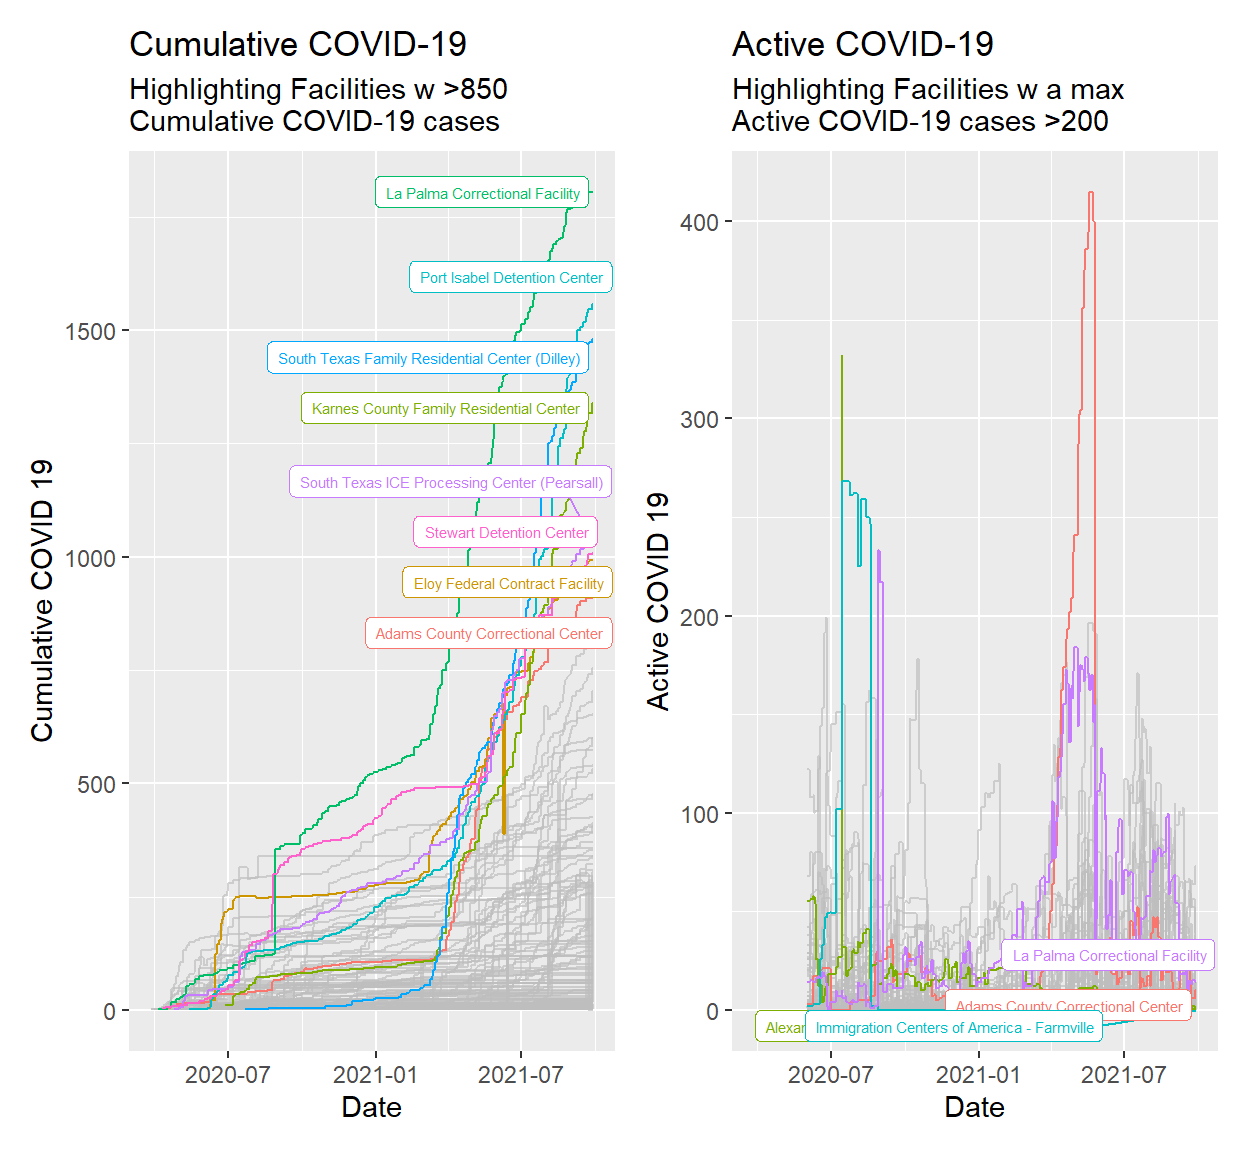 Cumulative COVID-19
Highlighting Facilities w >850
Cumulative COVID-19 cases
Cumulative COVID 19
1500
1000
500
0
La Palma Correctional Facility
Port Isabel Detention Center
South Texas Family Residential Center (Dilley)
Karnes County Family Residential Center
South Texas ICE Processing Center (Pearsall)
Stewart Detention Center
Eloy Federal Contract Facility
Adams County Correctional Center
2020-07
2021-01
2021-07
Date
Active COVID-19
Highlighting Facilities w a max
Active COVID-19 cases >200
Active COVID 19
400
300
200
100
0
La Palma Correctional Facility
Adams County Correctional Center
Immigration Centers of America - Farmville
2020-07
2021-01
2021-07
Date